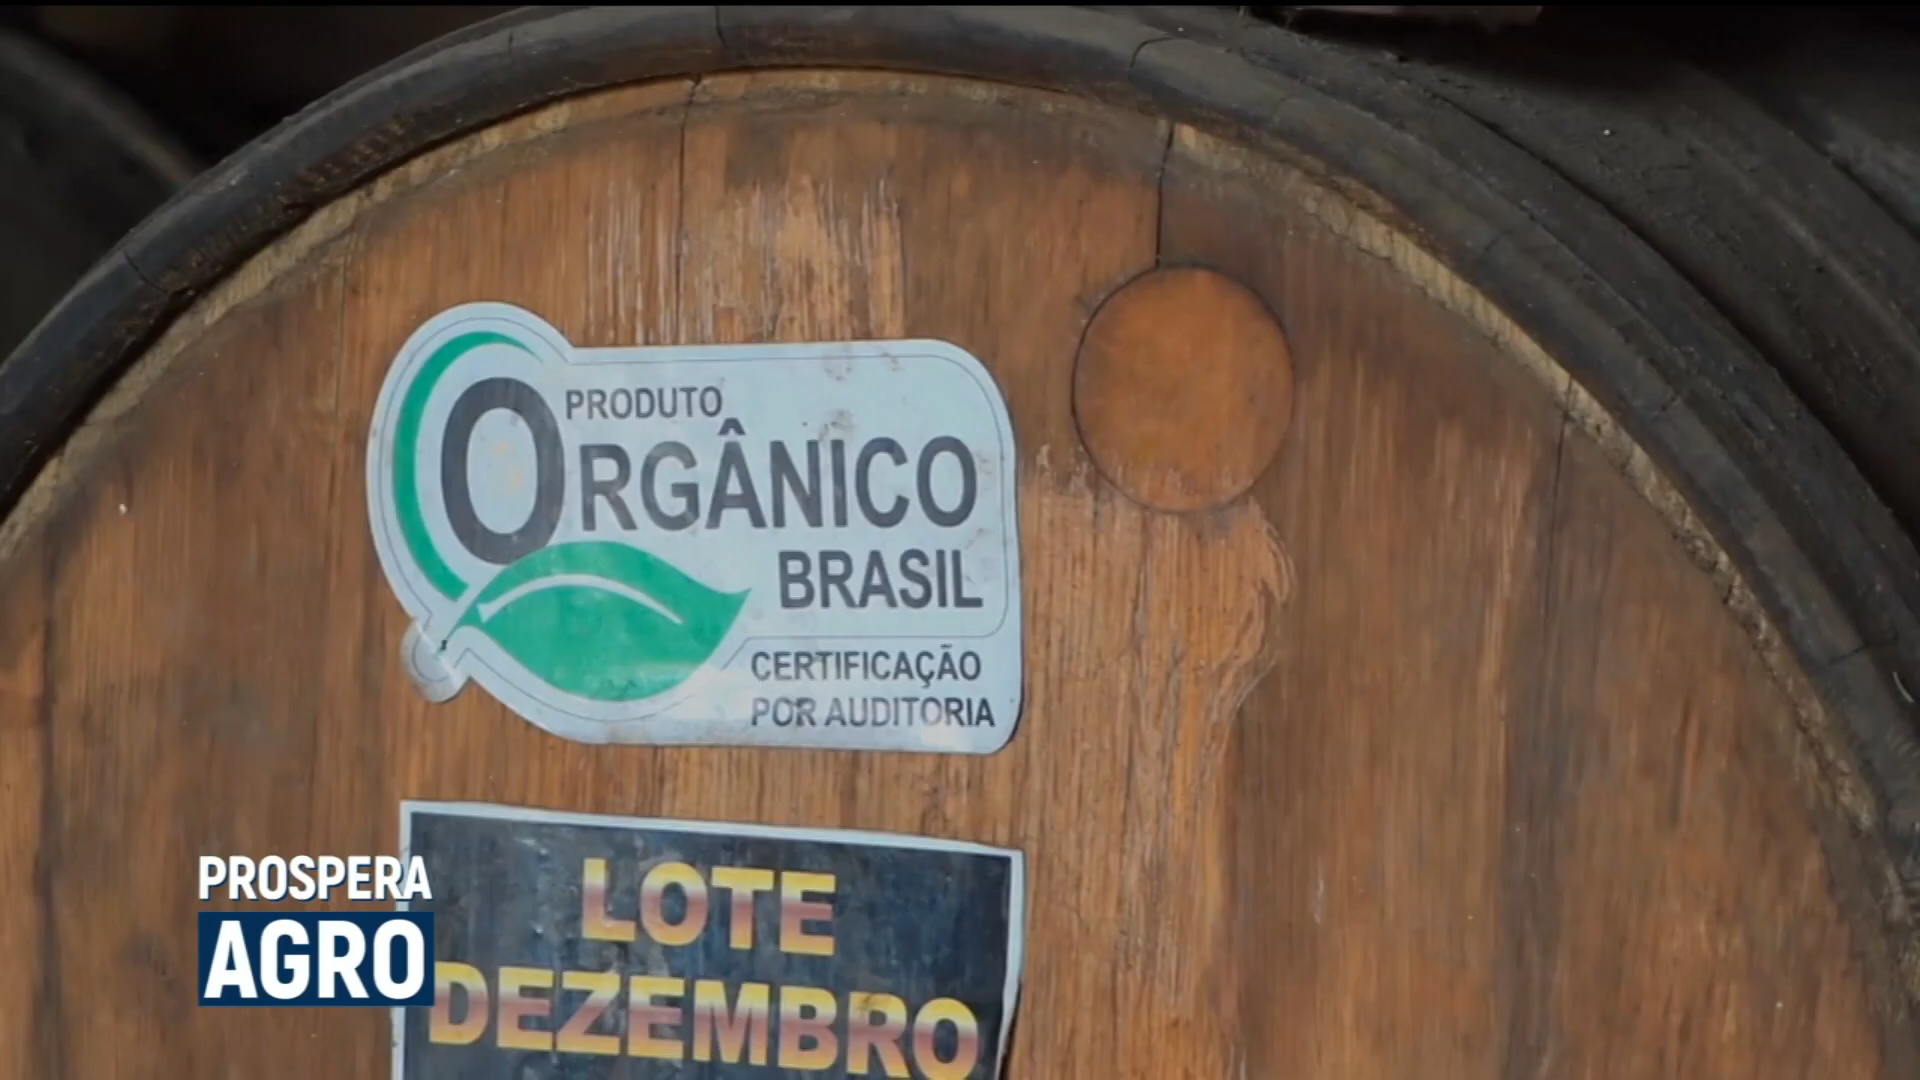 PRODUTO
ORGÂNICO
BRASIL
CERTIFICAÇÃO
POR AUDITORIA
LOTE
DEZEMBRO
PROSPERA
AGRO